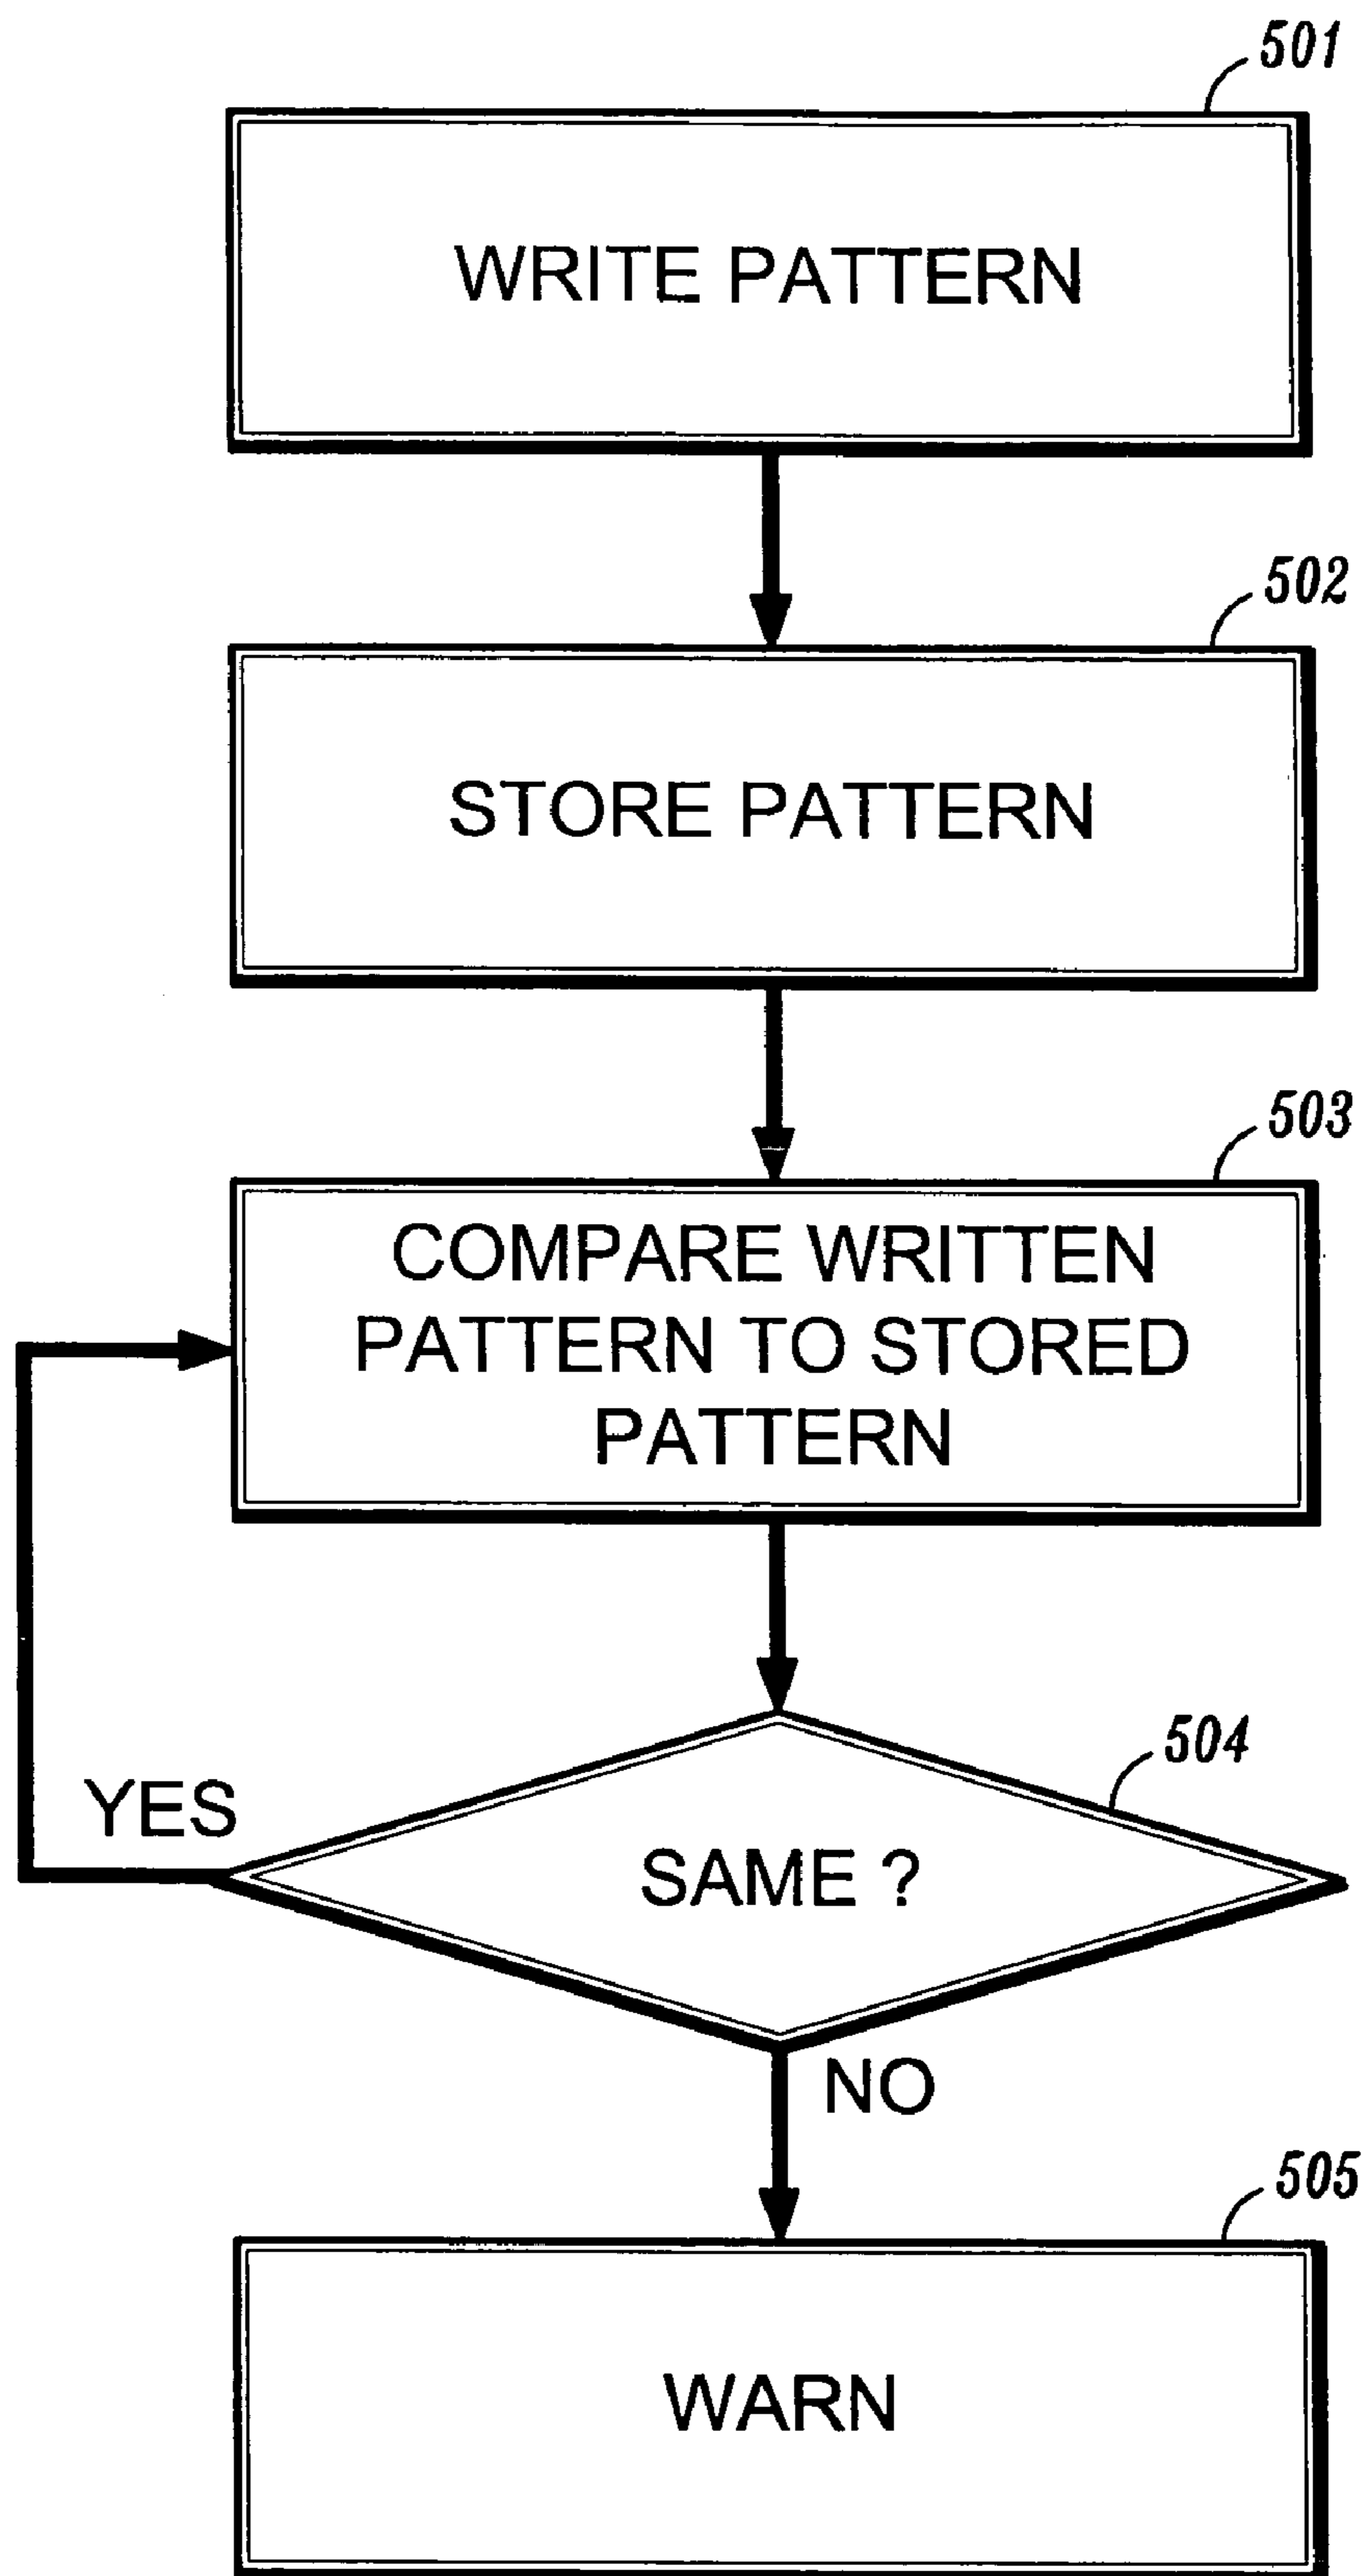 501
WRITE PATTERN
502
STORE PATTERN
503
COMPARE WRITTEN
PATTERN TO STORED
PATTERN
504
YES
SAME ?
NO
505
WARN